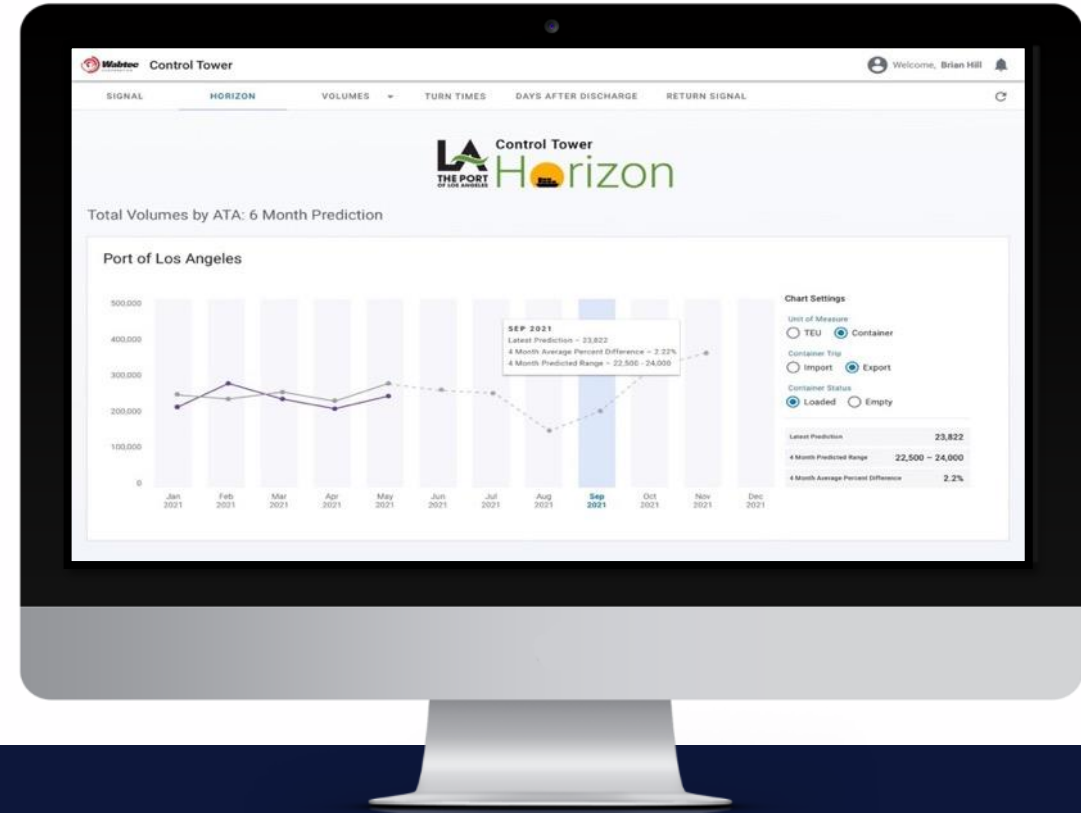 Wabtec Control Tower Welcome, Brian Hill
SIGNAL HORIZON VOLUMES TURN TIMES DAYS AFTER DISCHARGE RETURN SIGNAL
LA
THE PORT
OF LOS ANGELES
Control Tower
Horizon
Total Volumes by ATA: 6 Month Prediction
Port of Los Angeles
500,000
400,000
300,000
200,000
100,000
0
Jan
2021
Feb
2021
Mar
2021
Apr
2021
May
2021
Jun
2021
Jul
2021
Aug
2021
Sep
2021
Oct
2021
Nov
2021
Dec
2021
SEP 2021
Latest Prediction – 23,822
4 Month Average Percent Difference – 2.22%
4 Month Predicted Range – 22,500 - 24,000
Chart Settings
Unit of Measure
TEU Container
Container Trip
Import Export
Container Status
Loaded Empty
Latest Prediction 23,822
4 Month Predicted Range 22,500 – 24,000
4 Month Average Percent Difference 2.2%